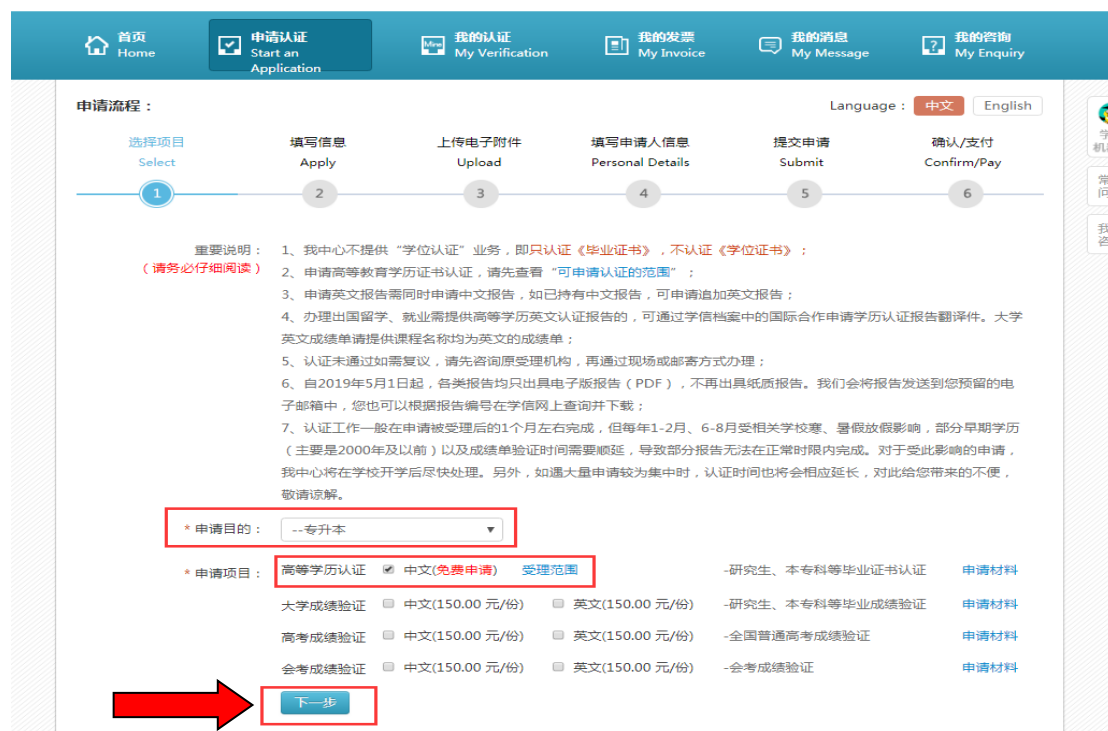 首页
Home
申请认证
Start an
Application
Mine
我的认证
My Verification
我的发票
My Invoice
我的消息
My Message
我的咨询
My Enquiry
申请流程：
Language： 中文 English
选择项目 填写信息 上传电子附件 填写申请人信息 提交申请 确认/支付
Select Apply Upload Personal Details Submit Confirm/Pay
1 2 3 4 5 6
重要说明：
（请务必仔细阅读）
1、我中心不提供“学位认证”业务，即只认证《毕业证书》，不认证《学位证书》；
2、申请高等教育学历证书认证，请先查看“可申请认证的范围”；
3、申请英文报告需同时申请中文报告，如已持有中文报告，可申请追加英文报告；
4、办理出国留学、就业需提供高等学历英文认证报告的，可通过学信档案中的国际合作申请学历认证报告翻译件。大学
英文成绩单请提供课程名称均为英文的成绩单；
5、认证未通过如需复议，请先咨询原受理机构，再通过现场或邮寄方式办理；
6、自2019年5月1日起，各类报告均只出具电子版报告（PDF），不再出具纸质报告。我们会将报告发送到您预留的电
子邮箱中，您也可以根据报告编号在学信网上查询并下载；
7、认证工作一般在申请被受理后的1个月左右完成，但每年1-2月、6-8月受相关学校寒、暑假放假影响，部分早期学历
（主要是2000年及以前）以及成绩单验证时间需要顺延，导致部分报告无法在正常时限内完成。对于受此影响的申请，
我中心将在学校开学后尽快处理。另外，如遇大量申请较为集中时，认证时间也将会相应延长，对此给您带来的不便，
敬请谅解。
* 申请目的： --专升本
* 申请项目： 高等学历认证 中文(免费申请) 受理范围 -研究生、本专科等毕业证书认证 申请材料
大学成绩验证 中文(150.00 元/份) 英文(150.00 元/份) -研究生、本专科等毕业成绩验证 申请材料
高考成绩验证 中文(150.00 元/份) 英文(150.00 元/份) -全国普通高考成绩验证 申请材料
会考成绩验证 中文(150.00 元/份) 英文(150.00 元/份) -会考成绩验证 申请材料
下一步